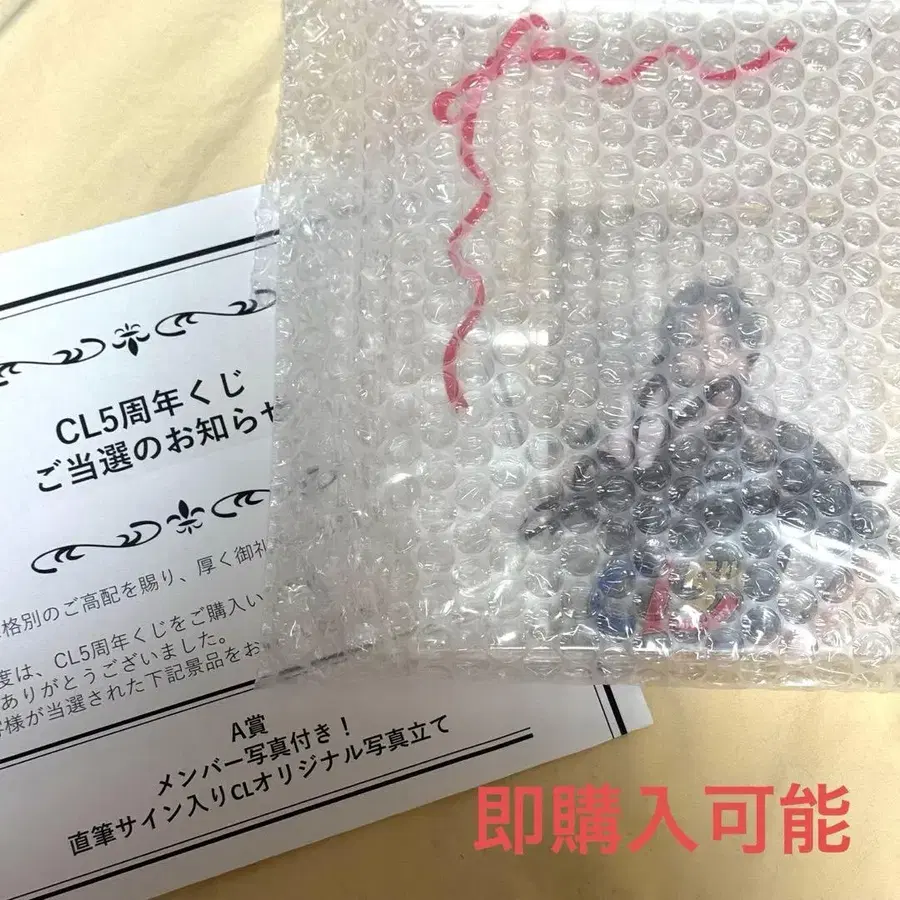 CL5周年くじ
ご当選のお知らせ
格別のご高配を賜り、厚く御礼
度は、CL5周年くじをご購入い
ありがとうございました。
様が当選された下記景品をお
A賞
メンバー写真付き！
直筆サイン入りCLオリジナル写真立て
即購入可能